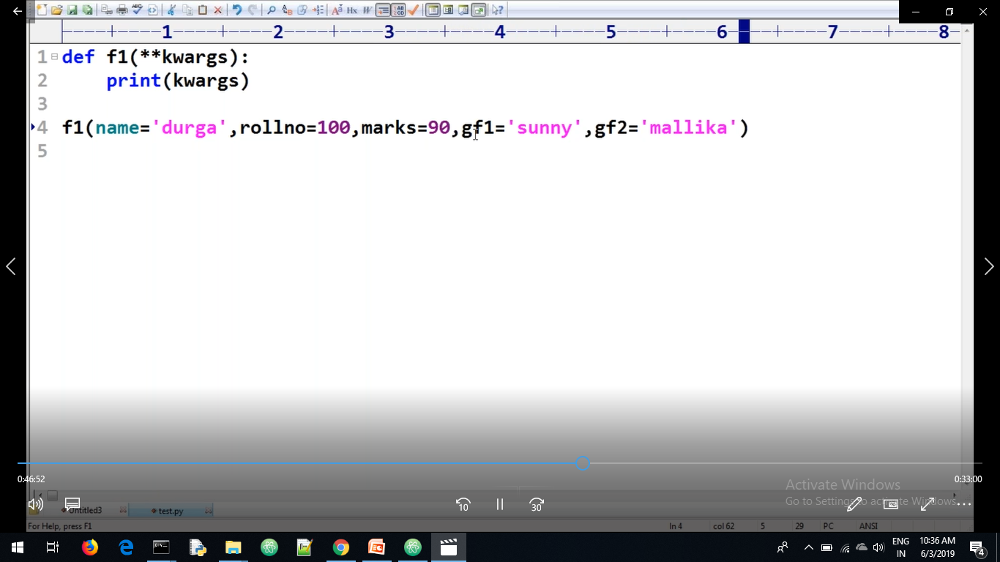 Hx W
1 2 3 4 5 6 7 8
1 def f1(**kwargs):
2 print(kwargs)
3
4 f1(name='durga',rollno=100,marks=90,gf1='sunny',gf2='mallika')
5
0:46:52 0:33:00
Activate Windows
Go to Settings to activate Windows.
10 30
Untitled3 test.py
For Help, press F1 ln 4 col 62 5 29 PC ANSI
ENG 10:36 AM
IN 6/3/2019 4